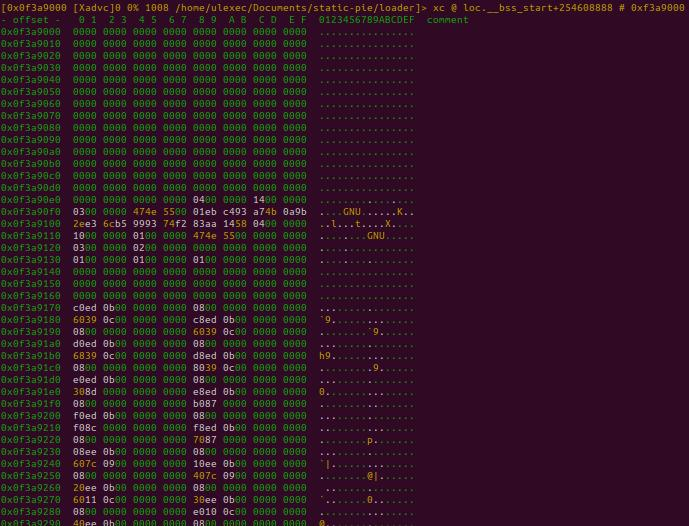 [0x0f3a9000 [Xadvc]0 0% 1008 /home/ulexec/Documents/static-pie/loader]> xc @ loc.__bss_start+254608888 # 0xf3a9000
- offset - 0 1 2 3 4 5 6 7 8 9 A B C D E F 0123456789ABCDEF comment
0x0f3a9000 0000 0000 0000 0000 0000 0000 0000 0000 ................
0x0f3a9010 0000 0000 0000 0000 0000 0000 0000 0000 ................
0x0f3a9020 0000 0000 0000 0000 0000 0000 0000 0000 ................
0x0f3a9030 0000 0000 0000 0000 0000 0000 0000 0000 ................
0x0f3a9040 0000 0000 0000 0000 0000 0000 0000 0000 ................
0x0f3a9050 0000 0000 0000 0000 0000 0000 0000 0000 ................
0x0f3a9060 0000 0000 0000 0000 0000 0000 0000 0000 ................
0x0f3a9070 0000 0000 0000 0000 0000 0000 0000 0000 ................
0x0f3a9080 0000 0000 0000 0000 0000 0000 0000 0000 ................
0x0f3a9090 0000 0000 0000 0000 0000 0000 0000 0000 ................
0x0f3a90a0 0000 0000 0000 0000 0000 0000 0000 0000 ................
0x0f3a90b0 0000 0000 0000 0000 0000 0000 0000 0000 ................
0x0f3a90c0 0000 0000 0000 0000 0000 0000 0000 0000 ................
0x0f3a90d0 0000 0000 0000 0000 0000 0000 0000 0000 ................
0x0f3a90e0 0000 0000 0000 0000 0400 0000 1400 0000 ................
0x0f3a90f0 0300 0000 474e 5500 01eb c493 a74b 0a9b ....GNU......K..
0x0f3a9100 2ee3 6cb5 9993 74f2 83aa 1458 0400 0000 ..l...t....X....
0x0f3a9110 1000 0000 0100 0000 474e 5500 0000 0000 ........GNU.....
0x0f3a9120 0300 0000 0200 0000 0000 0000 0000 0000 ................
0x0f3a9130 0100 0000 0100 0000 0100 0000 0000 0000 ................
0x0f3a9140 0000 0000 0000 0000 0000 0000 0000 0000 ................
0x0f3a9150 0000 0000 0000 0000 0000 0000 0000 0000 ................
0x0f3a9160 0000 0000 0000 0000 0000 0000 0000 0000 ................
0x0f3a9170 c0ed 0b00 0000 0000 0800 0000 0000 0000 ................
0x0f3a9180 6039 0c00 0000 0000 c8ed 0b00 0000 0000 `9..............
0x0f3a9190 0800 0000 0000 0000 6039 0c00 0000 0000 ........`9......
0x0f3a91a0 d0ed 0b00 0000 0000 0800 0000 0000 0000 ................
0x0f3a91b0 6839 0c00 0000 0000 d8ed 0b00 0000 0000 h9..............
0x0f3a91c0 0800 0000 0000 0000 8039 0c00 0000 0000 .........9......
0x0f3a91d0 e0ed 0b00 0000 0000 0800 0000 0000 0000 ................
0x0f3a91e0 308d 0000 0000 0000 e8ed 0b00 0000 0000 0...............
0x0f3a91f0 0800 0000 0000 0000 b087 0000 0000 0000 ................
0x0f3a9200 f0ed 0b00 0000 0000 0800 0000 0000 0000 ................
0x0f3a9210 f08c 0000 0000 0000 f8ed 0b00 0000 0000 ................
0x0f3a9220 0800 0000 0000 0000 7087 0000 0000 0000 ........p.......
0x0f3a9230 08ee 0b00 0000 0000 0800 0000 0000 0000 ................
0x0f3a9240 607c 0900 0000 0000 10ee 0b00 0000 0000 `|..............
0x0f3a9250 0800 0000 0000 0000 407c 0900 0000 0000 ........@|......
0x0f3a9260 20ee 0b00 0000 0000 0800 0000 0000 0000  ...............
0x0f3a9270 6011 0c00 0000 0000 30ee 0b00 0000 0000 `.......0.......
0x0f3a9280 0800 0000 0000 0000 e010 0c00 0000 0000 ................
0x0f3a9290 40ee 0b00 0000 0000 0800 0000 0000 0000 @...............